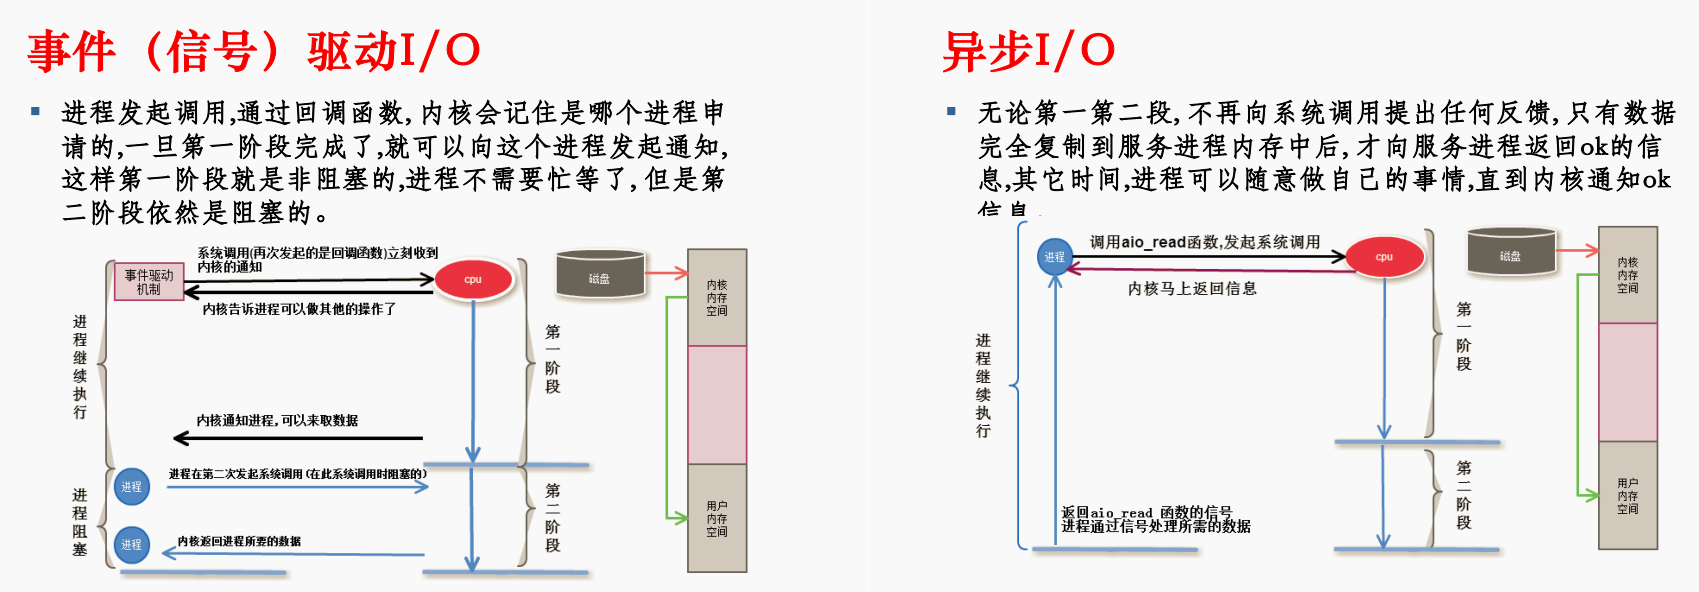 事件（信号）驱动I/O
进程发起调用,通过回调函数, 内核会记住是哪个进程申
请的,一旦第一阶段完成了,就可以向这个进程发起通知,
这样第一阶段就是非阻塞的,进程不需要忙等了, 但是第
二阶段依然是阻塞的。
系统调用(再次发起的是回调函数)立刻收到
内核的通知
事件驱动
机制
cpu
内核告诉进程可以做其他的操作了
磁盘
内核
内存
空间
进程继续执行
第一阶段
内核通知进程, 可以来取数据
进程在第二次发起系统调用 (在此系统调用时阻塞的)
进程
进程阻塞
第二阶段
用户
内存
空间
内核返回进程所要的数据
进程
异步I/O
无论第一第二段, 不再向系统调用提出任何反馈, 只有数据
完全复制到服务进程内存中后, 才向服务进程返回ok的信
息,其它时间,进程可以随意做自己的事情,直到内核通知ok
信息.
调用aio_read函数,发起系统调用
进程
cpu
内核马上返回信息
磁盘
内核
内存
空间
进程继续执行
第一阶段
第二阶段
用户
内存
空间
返回aio_read 函数的信号
进程通过信号处理所需的数据